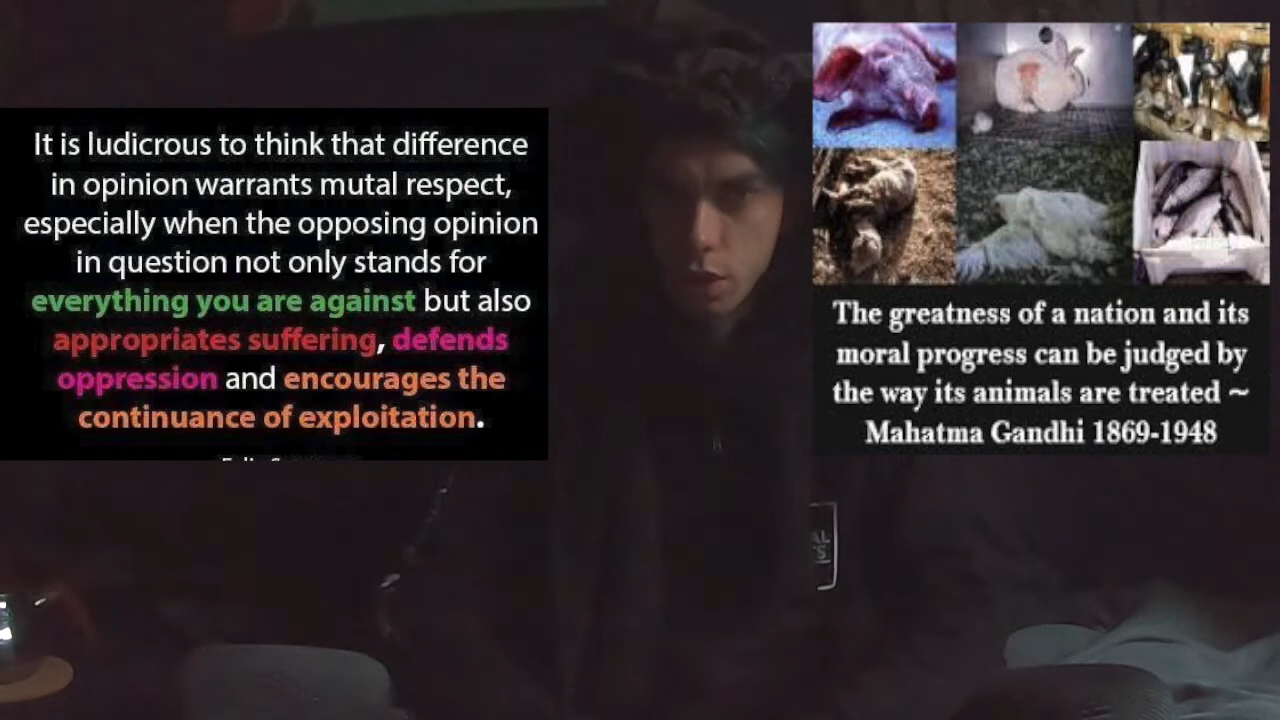 It is ludicrous to think that difference
in opinion warrants mutal respect,
especially when the opposing opinion
in question not only stands for
everything you are against but also
appropriates suffering, defends
oppression and encourages the
continuance of exploitation.
The greatness of a nation and its
moral progress can be judged by
the way its animals are treated ~
Mahatma Gandhi 1869-1948